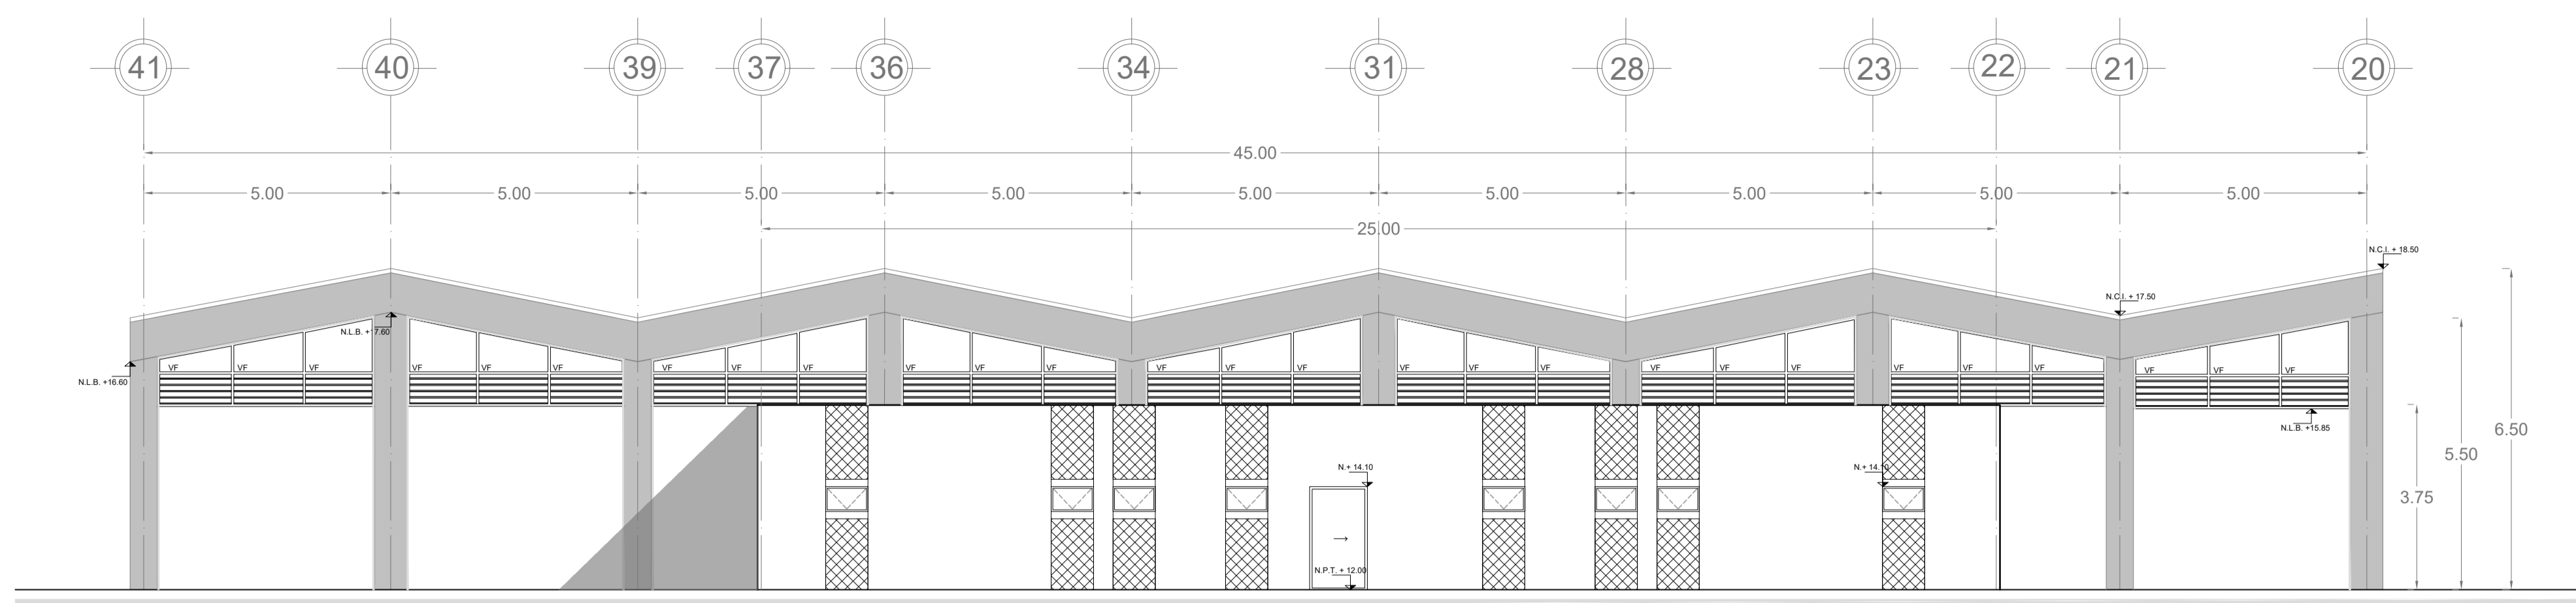 41 40 39 37 36 34 31 28 23 22 21 20
45.00
5.00 5.00 5.00 5.00 5.00 5.00 5.00 5.00 5.00
25.00
N.C.I. + 18.50
N.C.I. + 17.50
N.L.B. +17.60
N.L.B. +16.60
VF VF VF VF VF VF VF VF VF VF VF VF VF VF VF VF VF VF VF VF VF VF VF VF VF VF VF
N.L.B. +15.85
6.50
5.50
3.75
N.+ 14.10 N.+ 14.10
N.P.T. + 12.00